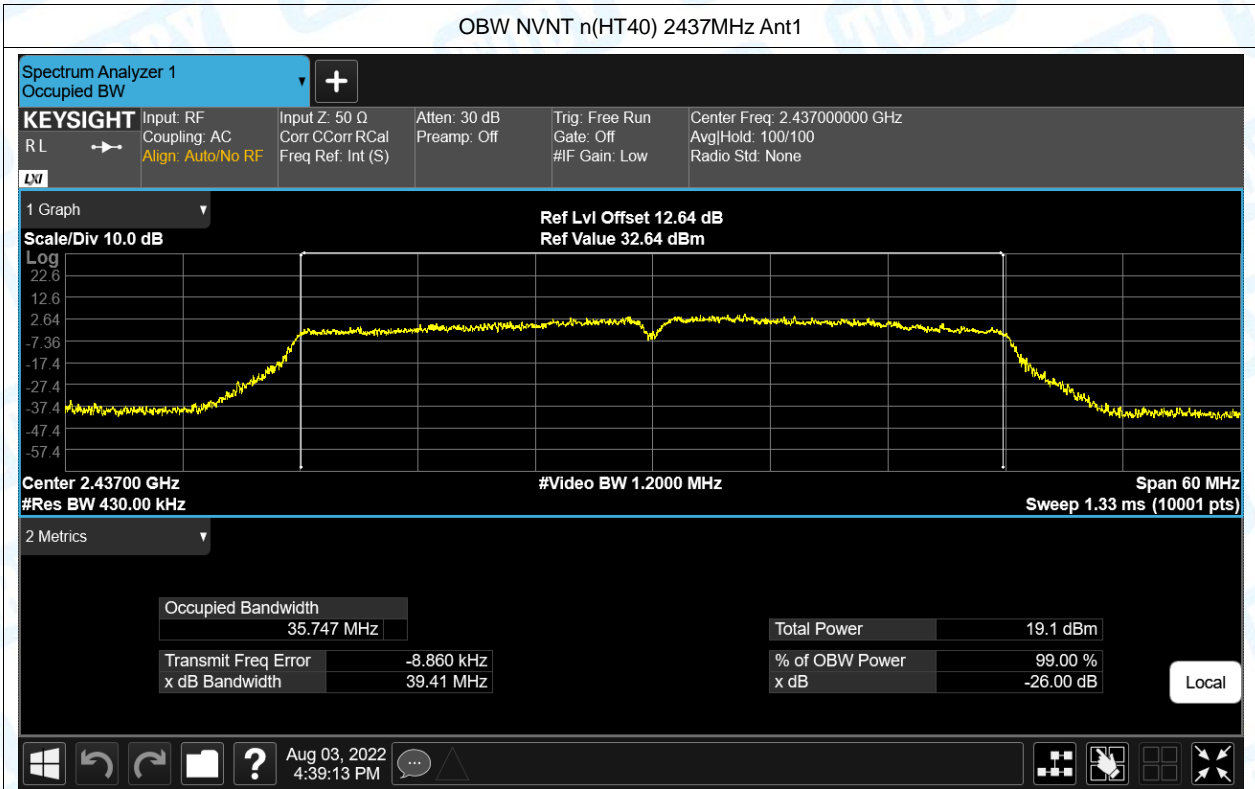 OBW NVNT n(HT40) 2437MHz Ant1
Spectrum Analyzer 1
Occupied BW
KEYSIGHT
R L
LXI
Input: RF
Coupling: AC
Align: Auto/No RF
Input Z: 50 Ω
Corr CCorr RCal
Freq Ref: Int (S)
Atten: 30 dB
Preamp: Off
Trig: Free Run
Gate: Off
#IF Gain: Low
Center Freq: 2.437000000 GHz
Avg|Hold: 100/100
Radio Std: None
1 Graph
Scale/Div 10.0 dB
Ref Lvl Offset 12.64 dB
Ref Value 32.64 dBm
Log
22.6
12.6
2.64
-7.36
-17.4
-27.4
-37.4
-47.4
-57.4
Center 2.43700 GHz
#Res BW 430.00 kHz
#Video BW 1.2000 MHz
Span 60 MHz
Sweep 1.33 ms (10001 pts)
2 Metrics
Occupied Bandwidth
35.747 MHz
Transmit Freq Error -8.860 kHz
x dB Bandwidth 39.41 MHz
Total Power 19.1 dBm
% of OBW Power 99.00 %
x dB -26.00 dB
Local
Aug 03, 2022
4:39:13 PM